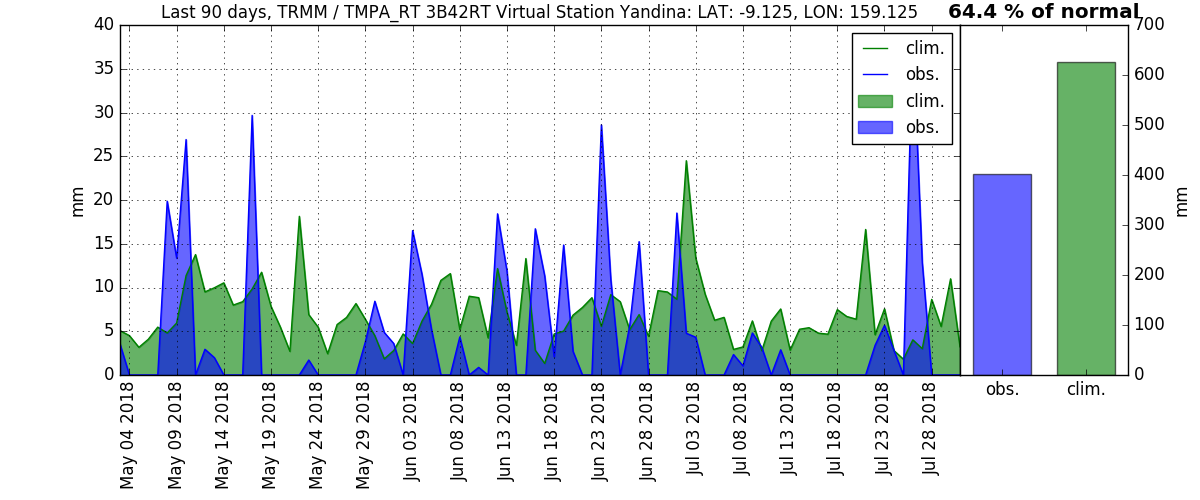 Last 90 days, TRMM / TMPA_RT 3B42RT Virtual Station Yandina: LAT: -9.125, LON: 159.125
64.4 % of normal
40
35
30
25
20
15
10
5
0
mm
clim.
obs.
clim.
obs.
700
600
500
400
300
200
100
0
mm
May 04 2018
May 09 2018
May 14 2018
May 19 2018
May 24 2018
May 29 2018
Jun 03 2018
Jun 08 2018
Jun 13 2018
Jun 18 2018
Jun 23 2018
Jun 28 2018
Jul 03 2018
Jul 08 2018
Jul 13 2018
Jul 18 2018
Jul 23 2018
Jul 28 2018
obs.
clim.